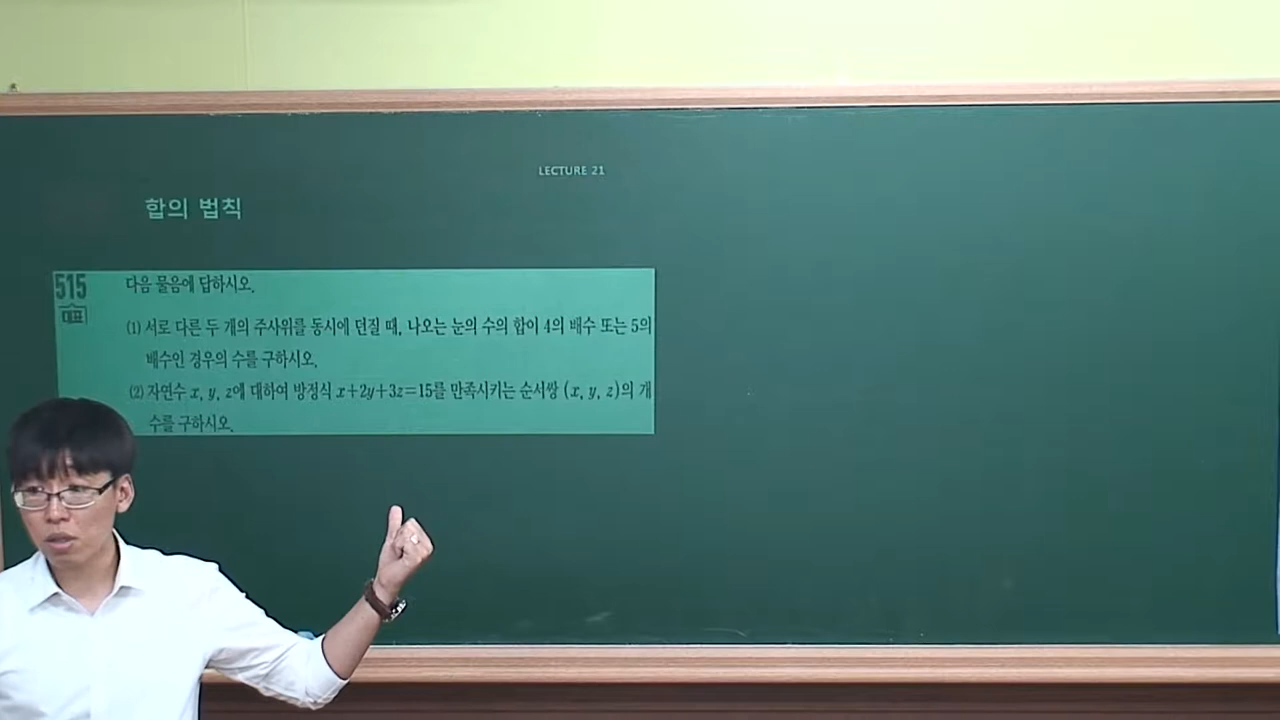 LECTURE 21
합의 법칙
515
대표
다음 물음에 답하시오.
(1) 서로 다른 두 개의 주사위를 동시에 던질 때, 나오는 눈의 수의 합이 4의 배수 또는 5의
배수인 경우의 수를 구하시오.
(2) 자연수 x, y, z에 대하여 방정식 x+2y+3z=15를 만족시키는 순서쌍 (x, y, z)의 개
수를 구하시오.